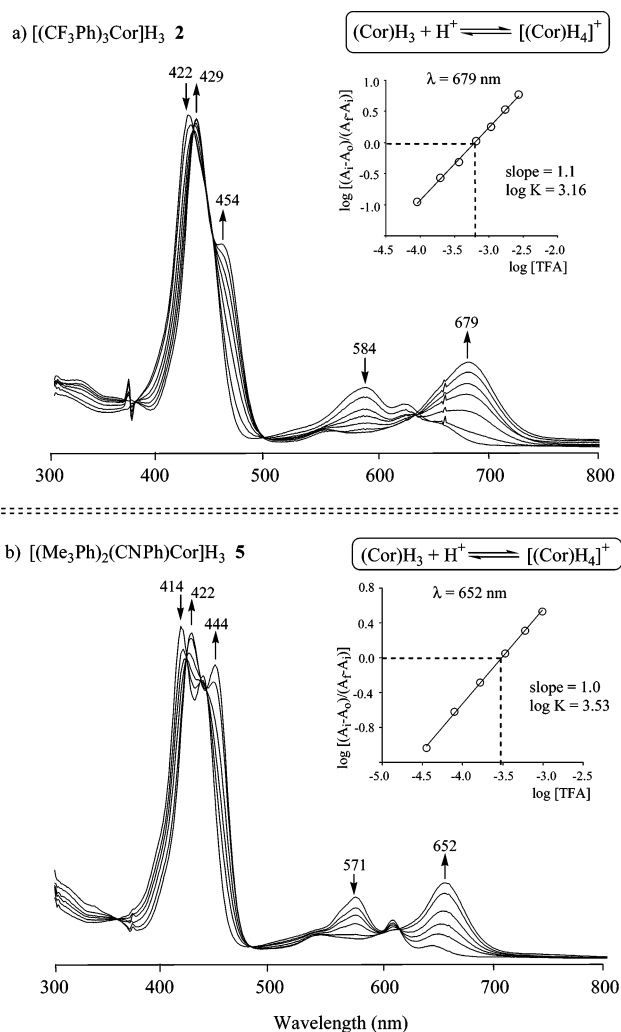 a) [(CF3Ph)3Cor]H3 2
(Cor)H3 + H+ ⇌ [(Cor)H4]+
422
429
454
584
679
λ = 679 nm
log [(Ai-Ao)/(Af-Ai)]
1.0
0.5
0.0
-0.5
-1.0
slope = 1.1
log K = 3.16
-4.5 -4.0 -3.5 -3.0 -2.5 -2.0
log [TFA]
300 400 500 600 700 800
b) [(Me3Ph)2(CNPh)Cor]H3 5
(Cor)H3 + H+ ⇌ [(Cor)H4]+
414
422
444
571
652
λ = 652 nm
log [(Ai-Ao)/(Af-Ai)]
0.8
0.4
0.0
-0.4
-0.8
slope = 1.0
log K = 3.53
-5.0 -4.5 -4.0 -3.5 -3.0 -2.5
log [TFA]
300 400 500 600 700 800
Wavelength (nm)